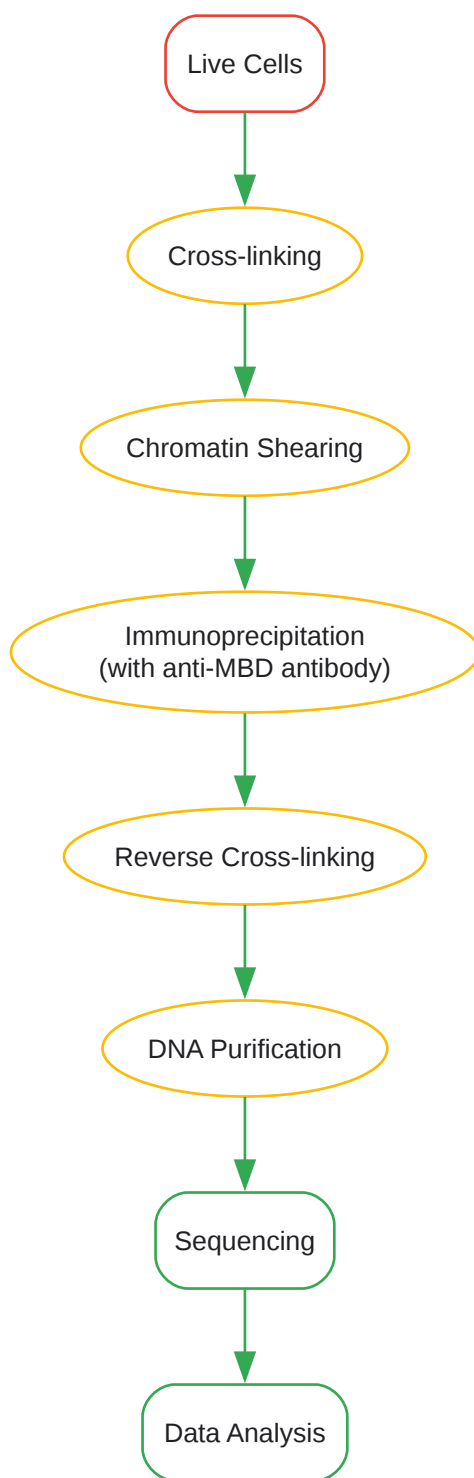 Live Cells
Cross-linking
Chromatin Shearing
Immunoprecipitation
(with anti-MBD antibody)
Reverse Cross-linking
DNA Purification
Sequencing
Data Analysis